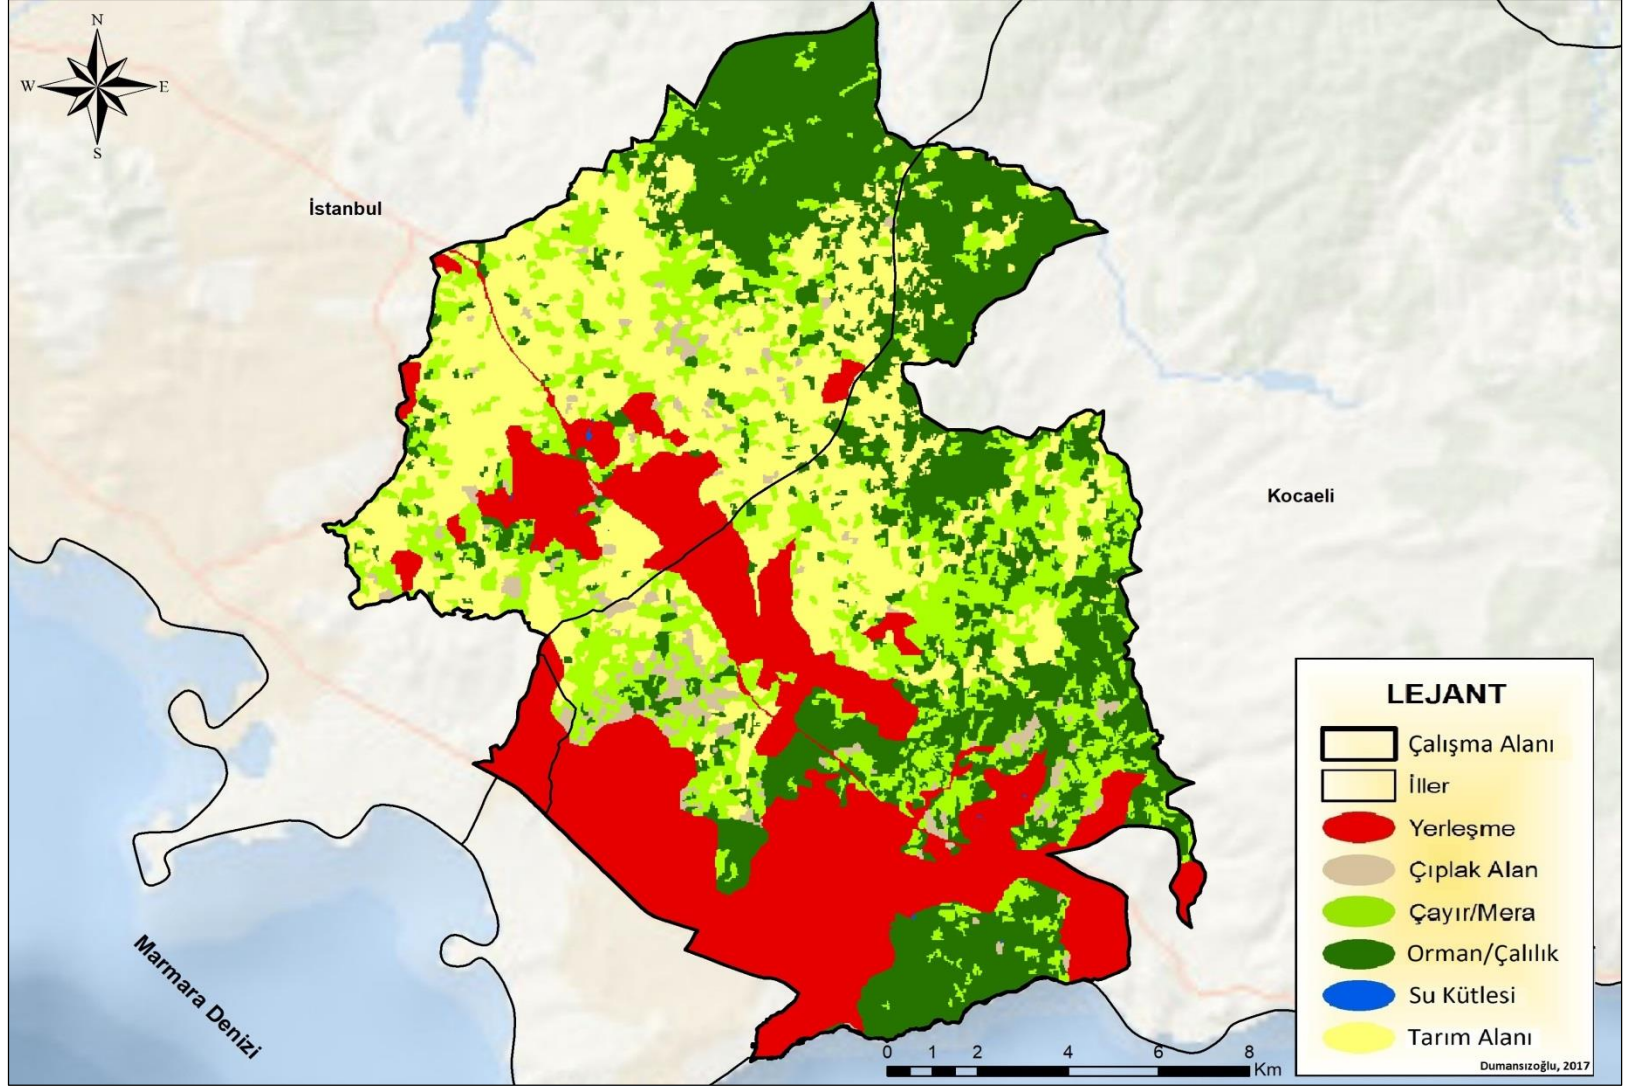 N
W E
S
İstanbul
Kocaeli
Marmara Denizi
LEJANT
Çalışma Alanı
İller
Yerleşme
Çıplak Alan
Çayır/Mera
Orman/Çalılık
Su Kütlesi
Tarım Alanı
Dumansızoğlu, 2017
0 1 2 4 6 8
Km